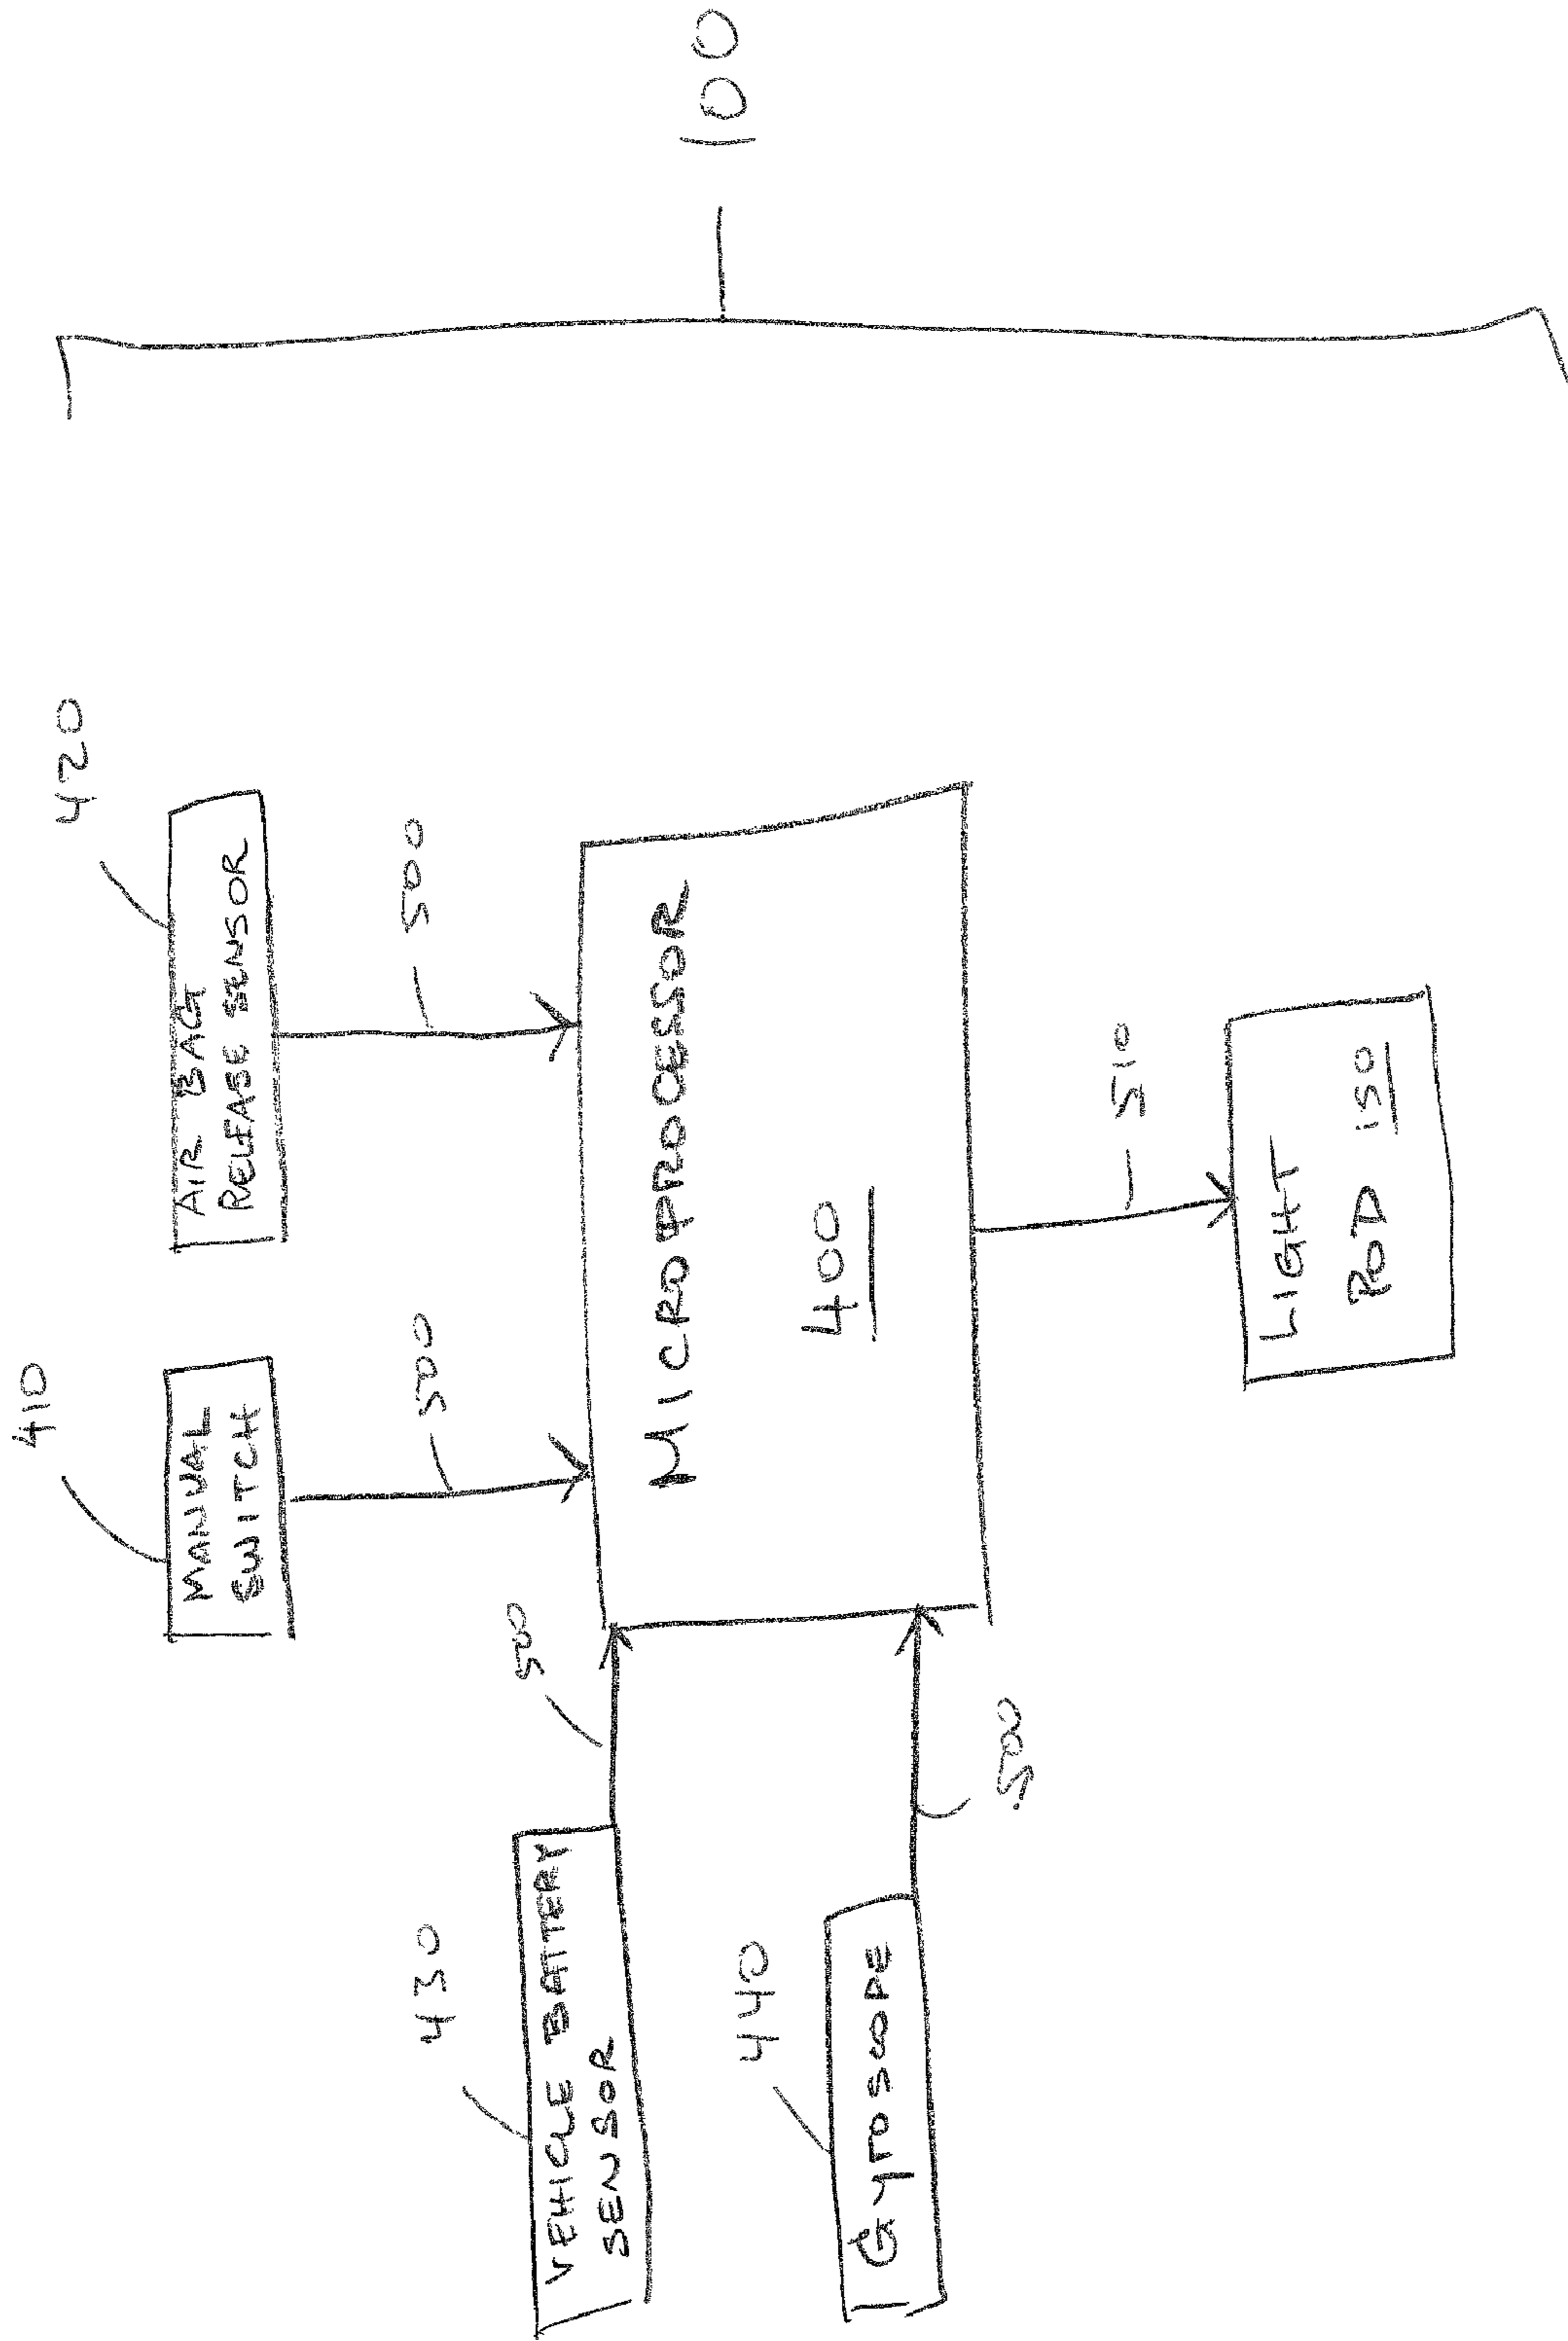 410
420
MANUAL
SWITCH
AIR BAG
RELEASE SENSOR
500
500
430
500
VEHICLE BATTERY
SENSOR
MICROPROCESSOR
400
100
440
GyroscoPE
500
510
LIGHT
POD 150